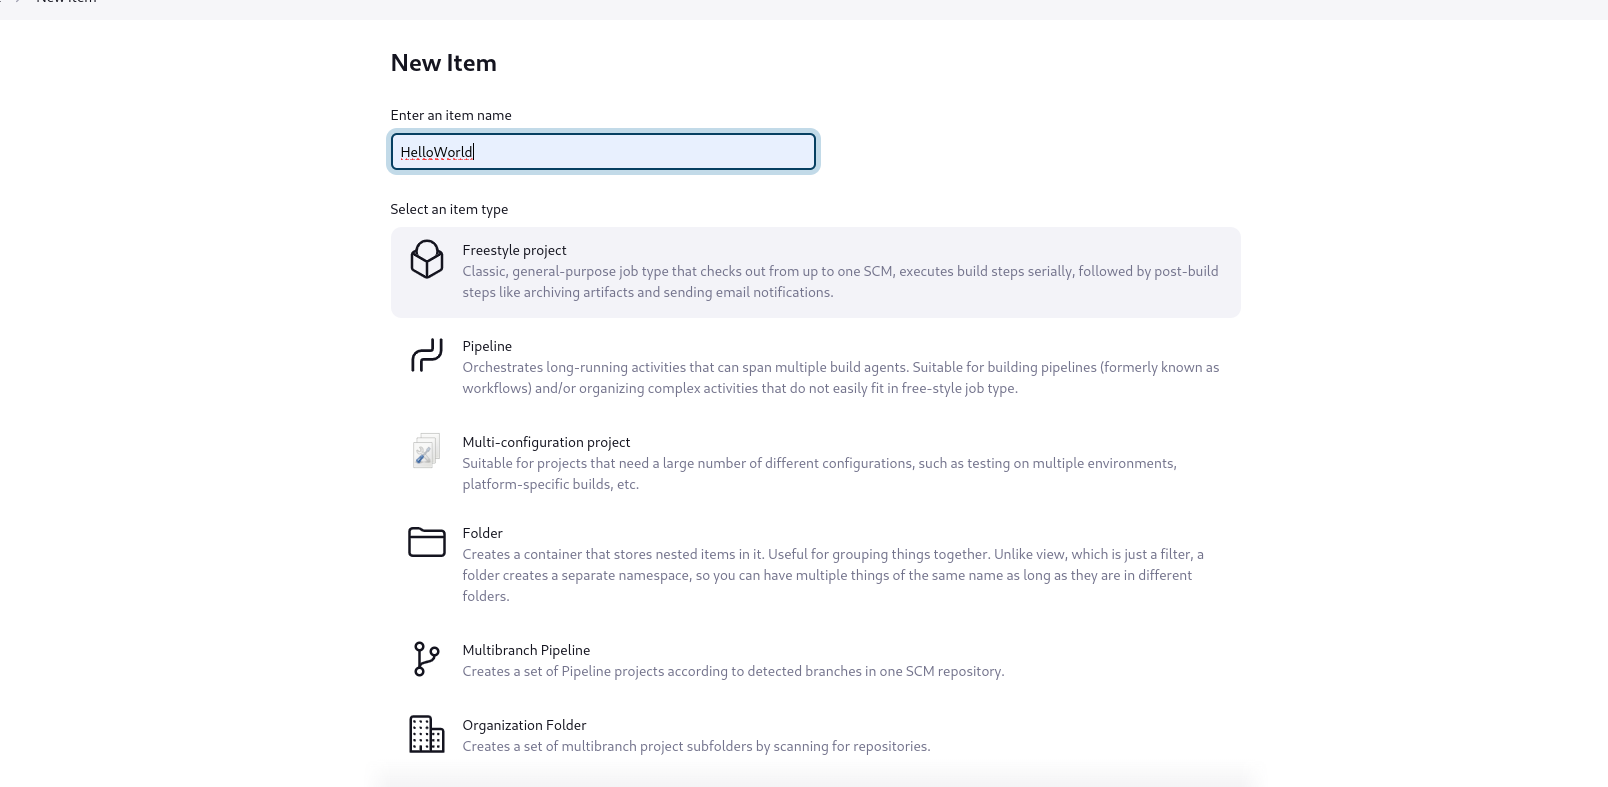 New Item
New Item
Enter an item name
HelloWorld
Select an item type
Freestyle project
Classic, general-purpose job type that checks out from up to one SCM, executes build steps serially, followed by post-build
steps like archiving artifacts and sending email notifications.
Pipeline
Orchestrates long-running activities that can span multiple build agents. Suitable for building pipelines (formerly known as
workflows) and/or organizing complex activities that do not easily fit in free-style job type.
Multi-configuration project
Suitable for projects that need a large number of different configurations, such as testing on multiple environments,
platform-specific builds, etc.
Folder
Creates a container that stores nested items in it. Useful for grouping things together. Unlike view, which is just a filter, a
folder creates a separate namespace, so you can have multiple things of the same name as long as they are in different
folders.
Multibranch Pipeline
Creates a set of Pipeline projects according to detected branches in one SCM repository.
Organization Folder
Creates a set of multibranch project subfolders by scanning for repositories.